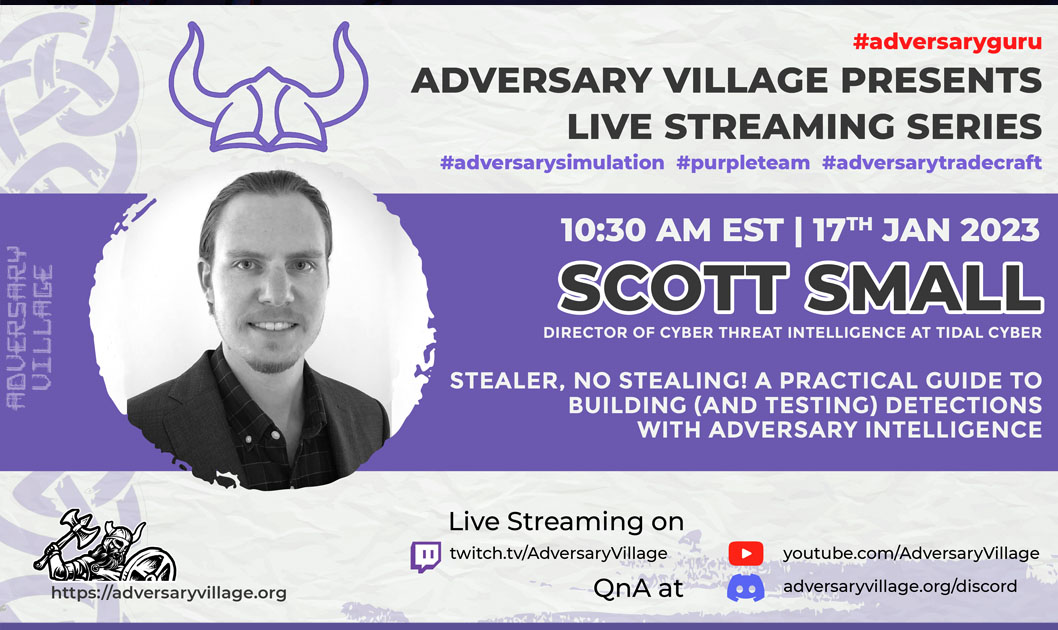 #adversaryguru
ADVERSARY VILLAGE PRESENTS
LIVE STREAMING SERIES
#adversarysimulation #purpleteam #adversarytradecraft
ADVERSARY
VILLAGE
10:30 AM EST | 17TH JAN 2023
SCOTT SMALL
DIRECTOR OF CYBER THREAT INTELLIGENCE AT TIDAL CYBER
STEALER, NO STEALING! A PRACTICAL GUIDE TO
BUILDING (AND TESTING) DETECTIONS
WITH ADVERSARY INTELLIGENCE
Live Streaming on
twitch.tv/AdversaryVillage
youtube.com/AdversaryVillage
QnA at
adversaryvillage.org/discord
https://adversaryvillage.org